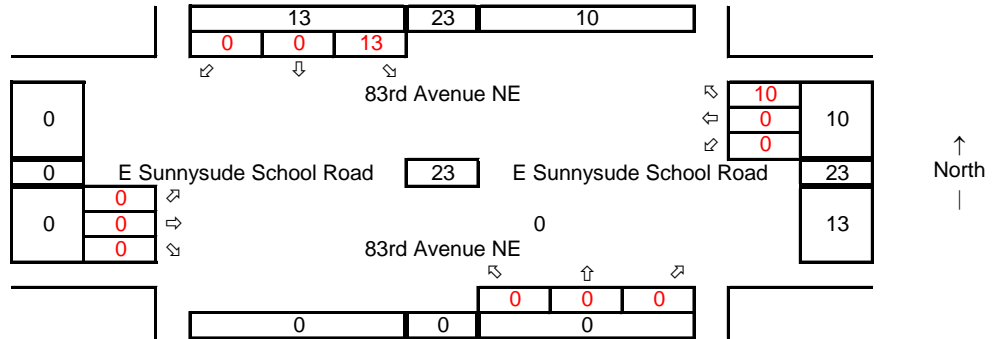 13 23 10
0 0 13
83rd Avenue NE
10
0 0 10
0
0 E Sunnysude School Road 23 E Sunnysude School Road 23
↑
North
|
0
0 0 0 13
0
83rd Avenue NE
0 0 0
0 0 0